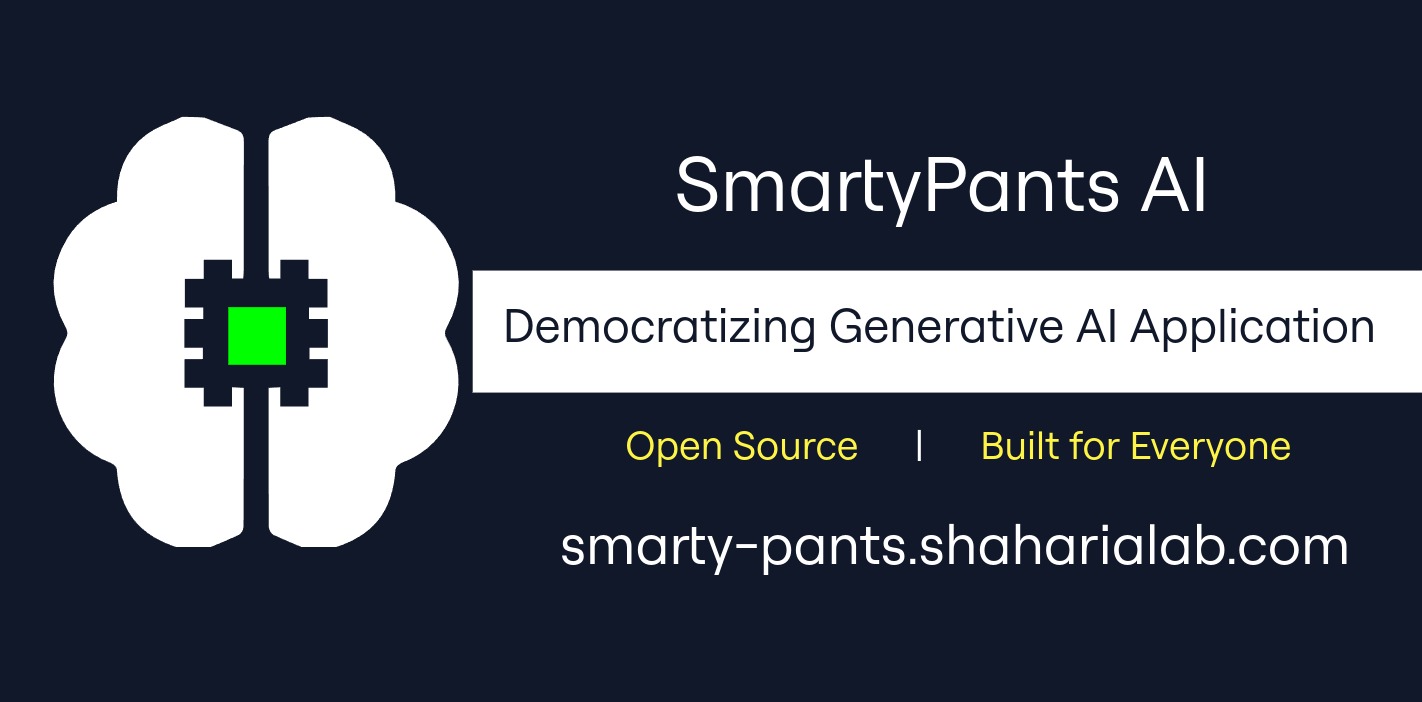 SmartyPants AI
Democratizing Generative AI Application
Open Source | Built for Everyone
smarty-pants.shaharialab.com